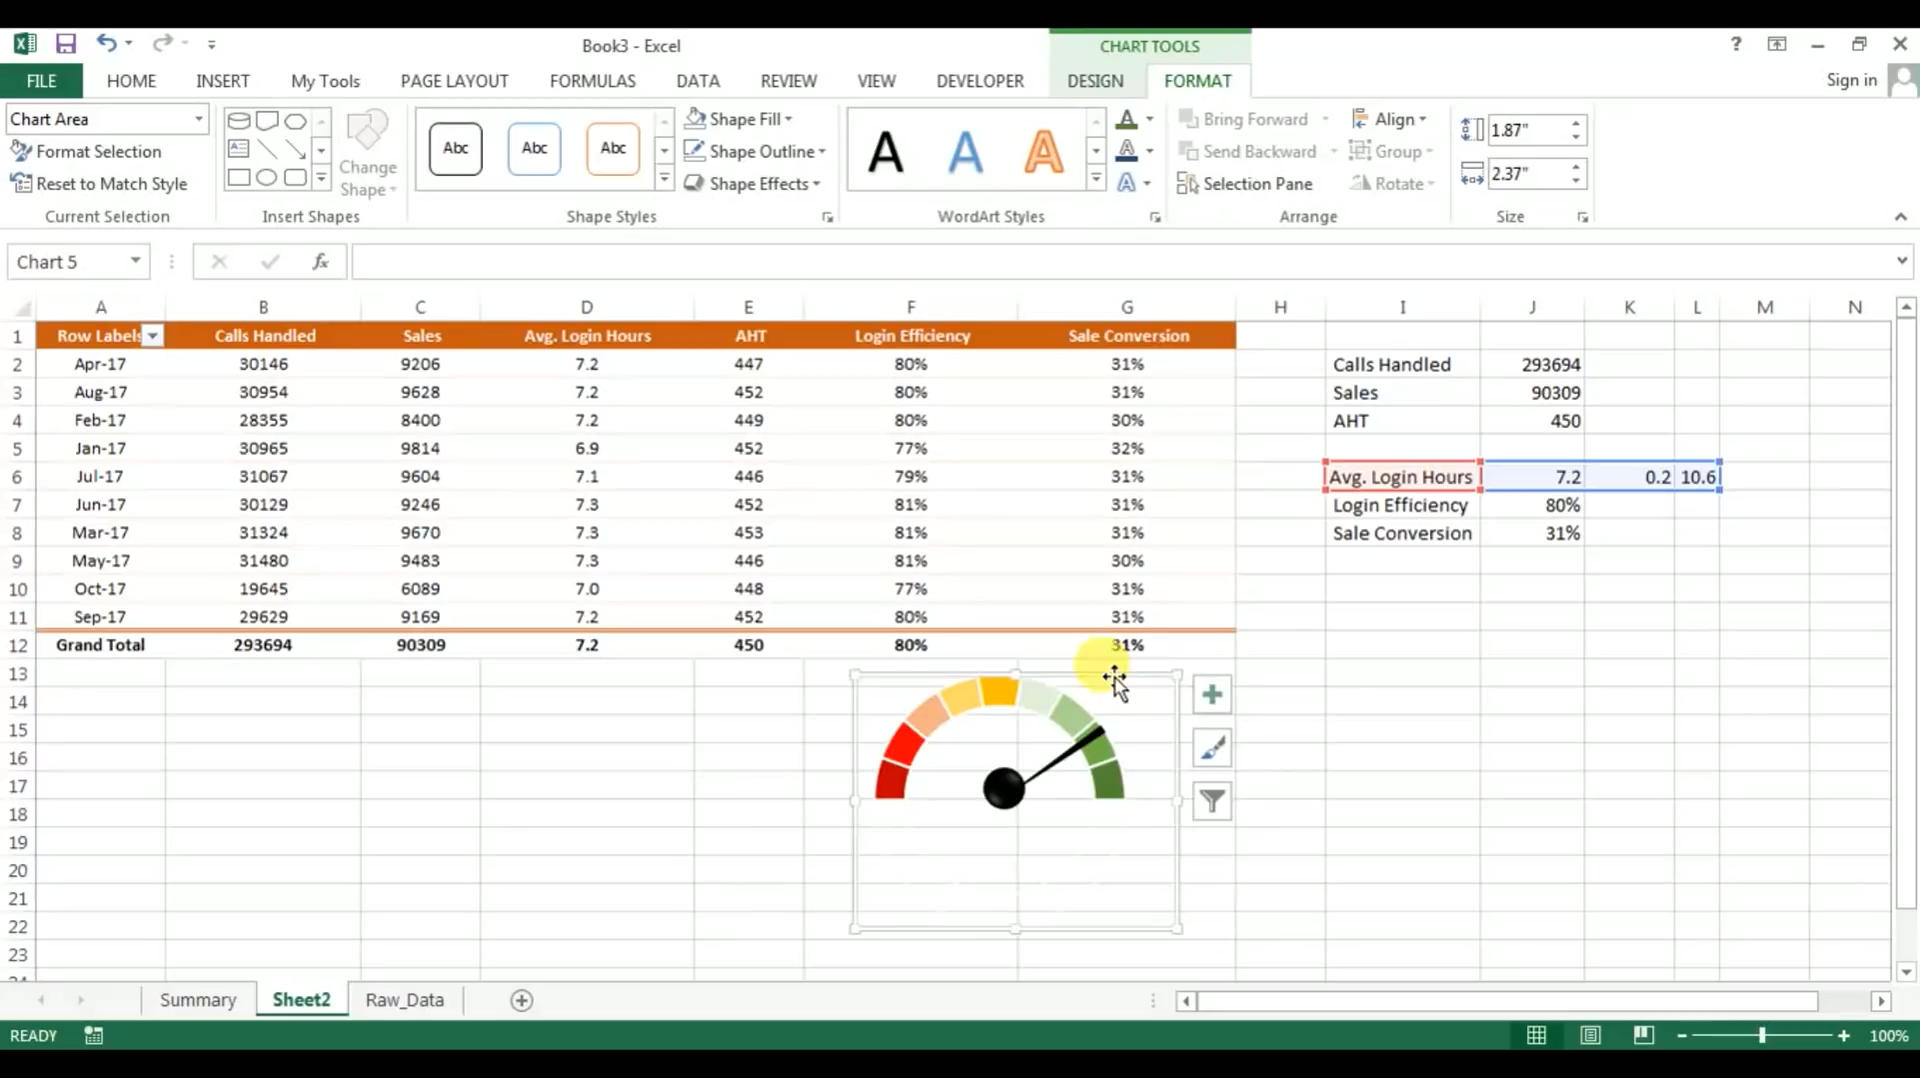 Book3 - Excel
CHART TOOLS
?
FILE HOME INSERT My Tools PAGE LAYOUT FORMULAS DATA REVIEW VIEW DEVELOPER DESIGN FORMAT Sign in
Chart Area
Format Selection
Reset to Match Style
Current Selection
Change
Shape
Insert Shapes
Abc Abc Abc
Shape Fill
Shape Outline
Shape Effects
Shape Styles
A A A
WordArt Styles
Bring Forward
Send Backward
Selection Pane
Align
Group
Rotate
Arrange
1.87"
2.37"
Size
Chart 5
fx
A B C D E F G H I J K L M N
1 Row Labels Calls Handled Sales Avg. Login Hours AHT Login Efficiency Sale Conversion
2 Apr-17 30146 9206 7.2 447 80% 31% Calls Handled 293694
3 Aug-17 30954 9628 7.2 452 80% 31% Sales 90309
4 Feb-17 28355 8400 7.2 449 80% 30% AHT 450
5 Jan-17 30965 9814 6.9 452 77% 32%
6 Jul-17 31067 9604 7.1 446 79% 31% Avg. Login Hours 7.2 0.2 10.6
7 Jun-17 30129 9246 7.3 452 81% 31% Login Efficiency 80%
8 Mar-17 31324 9670 7.3 453 81% 31% Sale Conversion 31%
9 May-17 31480 9483 7.3 446 81% 30%
10 Oct-17 19645 6089 7.0 448 77% 31%
11 Sep-17 29629 9169 7.2 452 80% 31%
12 Grand Total 293694 90309 7.2 450 80% 31%
13
14
15
16
17
18
19
20
21
22
23
Summary Sheet2 Raw_Data
READY
100%